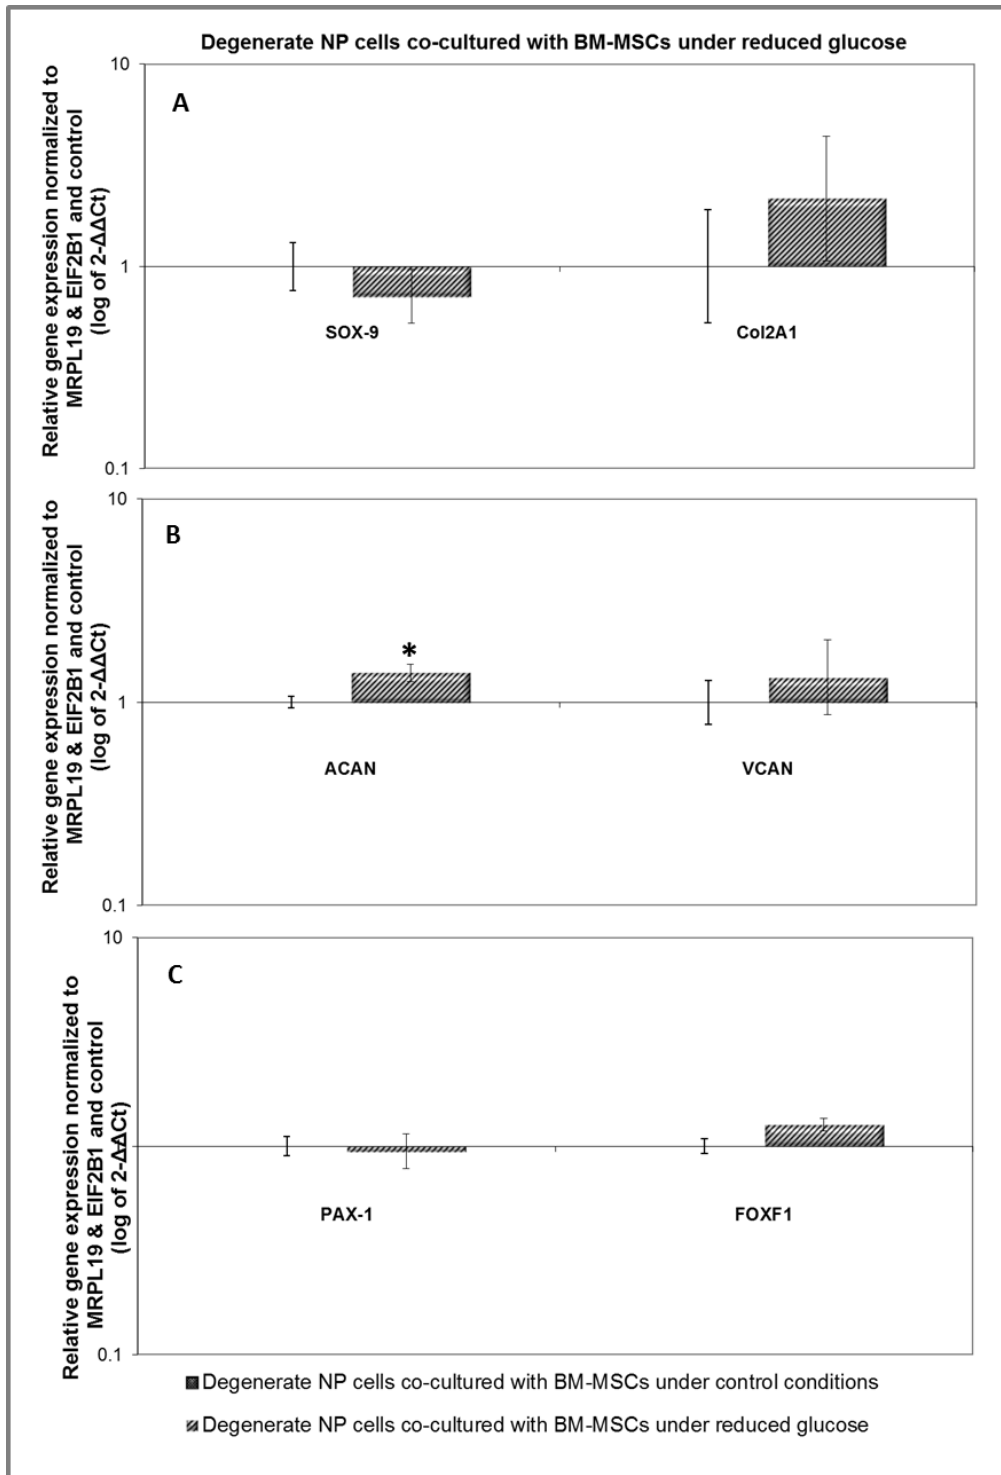 Degenerate NP cells co-cultured with BM-MSCs under reduced glucose
Relative gene expression normalized to
MRPL19 & EIF2B1 and control
(log of 2-ΔΔCt)
10
A
1
SOX-9
Col2A1
0.1
Relative gene expression normalized to
MRPL19 & EIF2B1 and control
(log of 2-ΔΔCt)
10
B
*
1
ACAN
VCAN
0.1
Relative gene expression normalized to
MRPL19 & EIF2B1 and control
(log of 2-ΔΔCt)
10
C
PAX-1
FOXF1
0.1
Degenerate NP cells co-cultured with BM-MSCs under control conditions
Degenerate NP cells co-cultured with BM-MSCs under reduced glucose